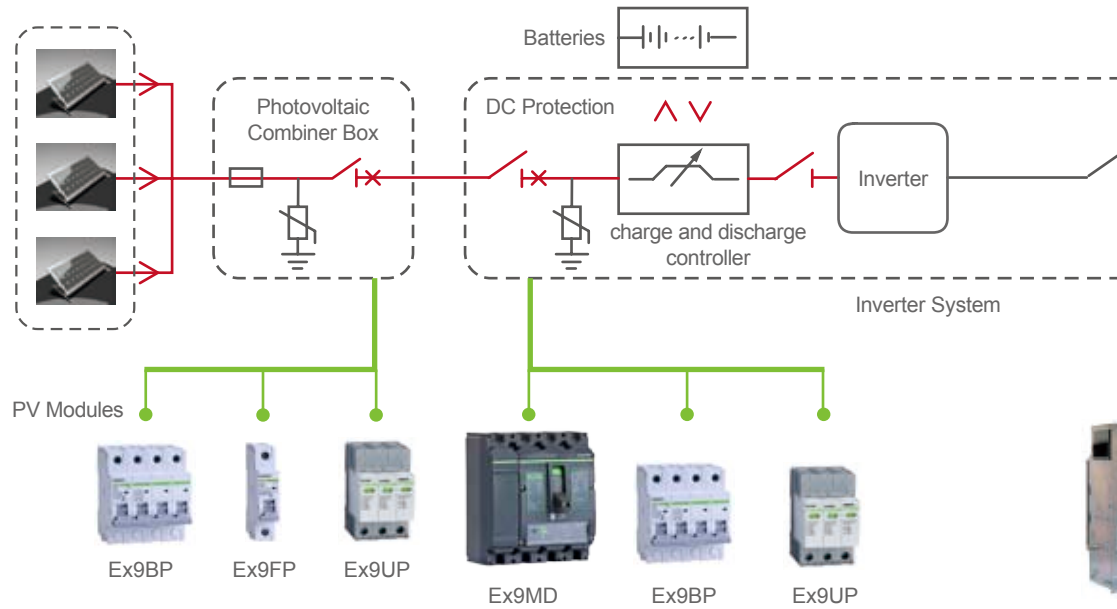 Batteries
Photovoltaic
Combiner Box
DC Protection
Inverter
charge and discharge
controller
Inverter System
PV Modules
Ex9BP
Ex9FP
Ex9UP
Ex9MD
Ex9BP
Ex9UP